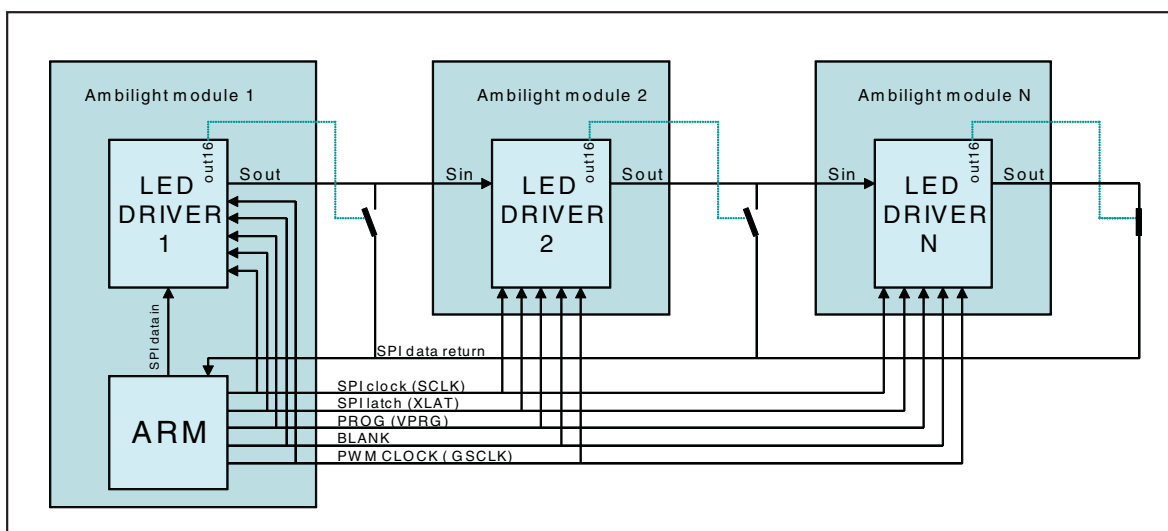 Ambilight module 1
Ambilight module 2
Ambilight module N
out16
out16
out16
LED
DRIVER
1
Sout
Sin
LED
DRIVER
2
Sout
Sin
LED
DRIVER
N
Sout
SPI data in
SPI data return
ARM
SPI clock (SCLK)
SPI latch (XLAT)
PROG (VPRG)
BLANK
PWM CLOCK (GSCLK)